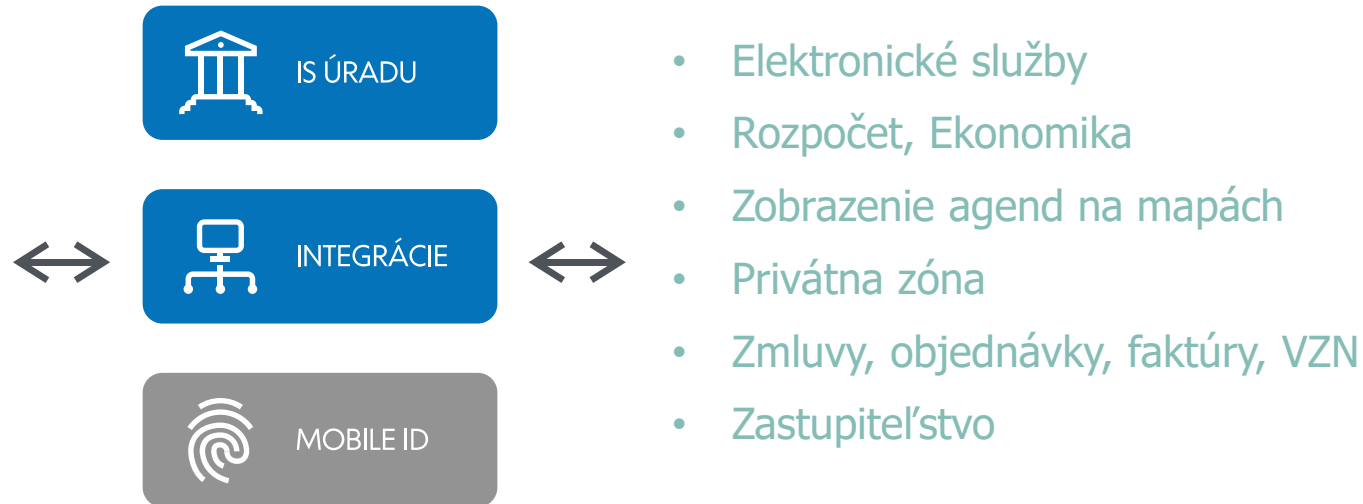 IS ÚRADU
INTEGRÁCIE
MOBILE ID
• Elektronické služby
• Rozpočet, Ekonomika
• Zobrazenie agend na mapách
• Privátna zóna
• Zmluvy, objednávky, faktúry, VZN
• Zastupiteľstvo